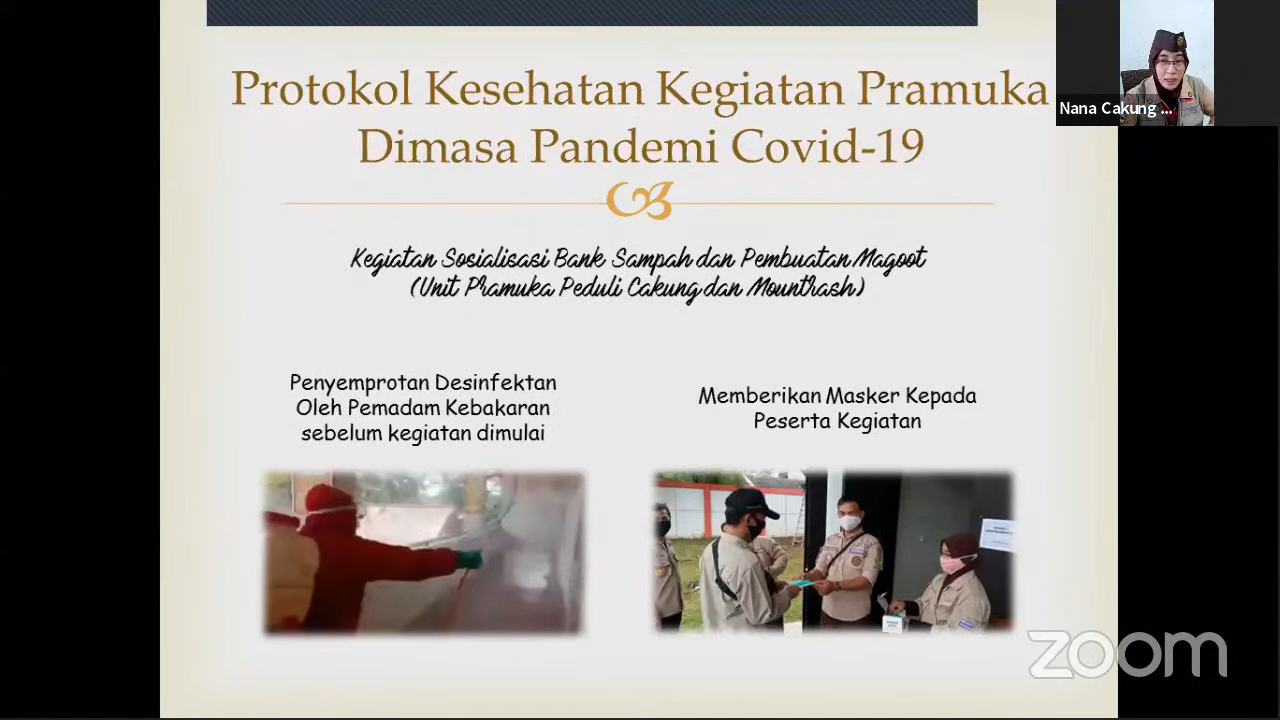 Protokol Kesehatan Kegiatan Pramuka
Dimasa Pandemi Covid-19
Kegiatan Sosialisasi Bank Sampah dan Pembuatan Magoot
(Unit Pramuka Peduli Cakung dan Mountrash)
Penyemprotan Desinfektan
Oleh Pemadam Kebakaran
sebelum kegiatan dimulai
Memberikan Masker Kepada
Peserta Kegiatan
Nana Cakung ...
zoom